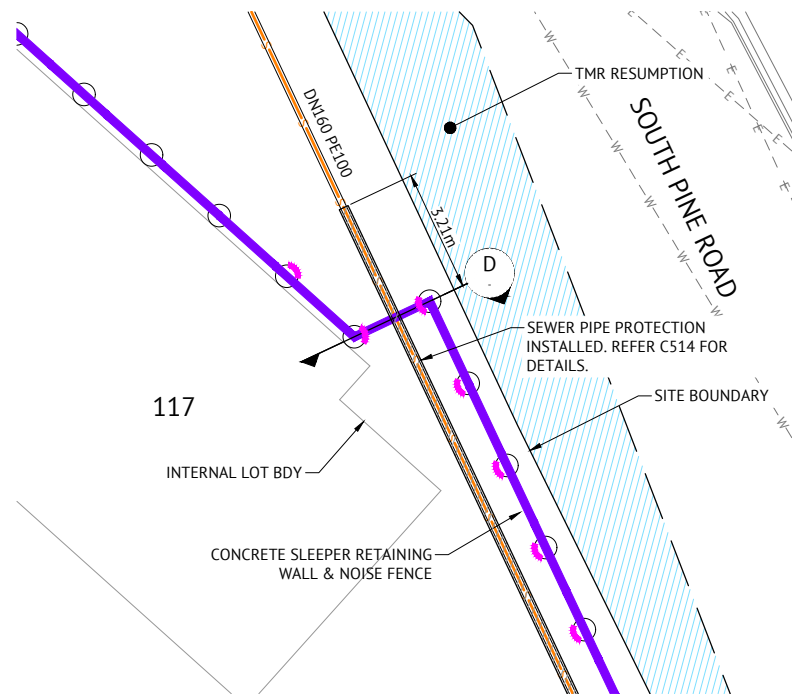 TMR RESUMPTION
SOUTH PINE ROAD
DN160 PE100
3.21m
D
-
SEWER PIPE PROTECTION
INSTALLED. REFER C514 FOR
DETAILS.
SITE BOUNDARY
117
INTERNAL LOT BDY
CONCRETE SLEEPER RETAINING
WALL & NOISE FENCE
W
W
W
W
W
W
W
W
E
E
E
E
E
E